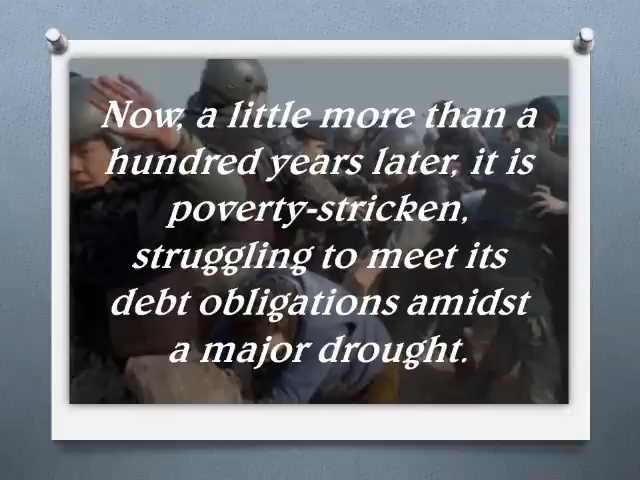 Now, a little more than a
hundred years later, it is
poverty-stricken,
struggling to meet its
debt obligations amidst
a major drought.